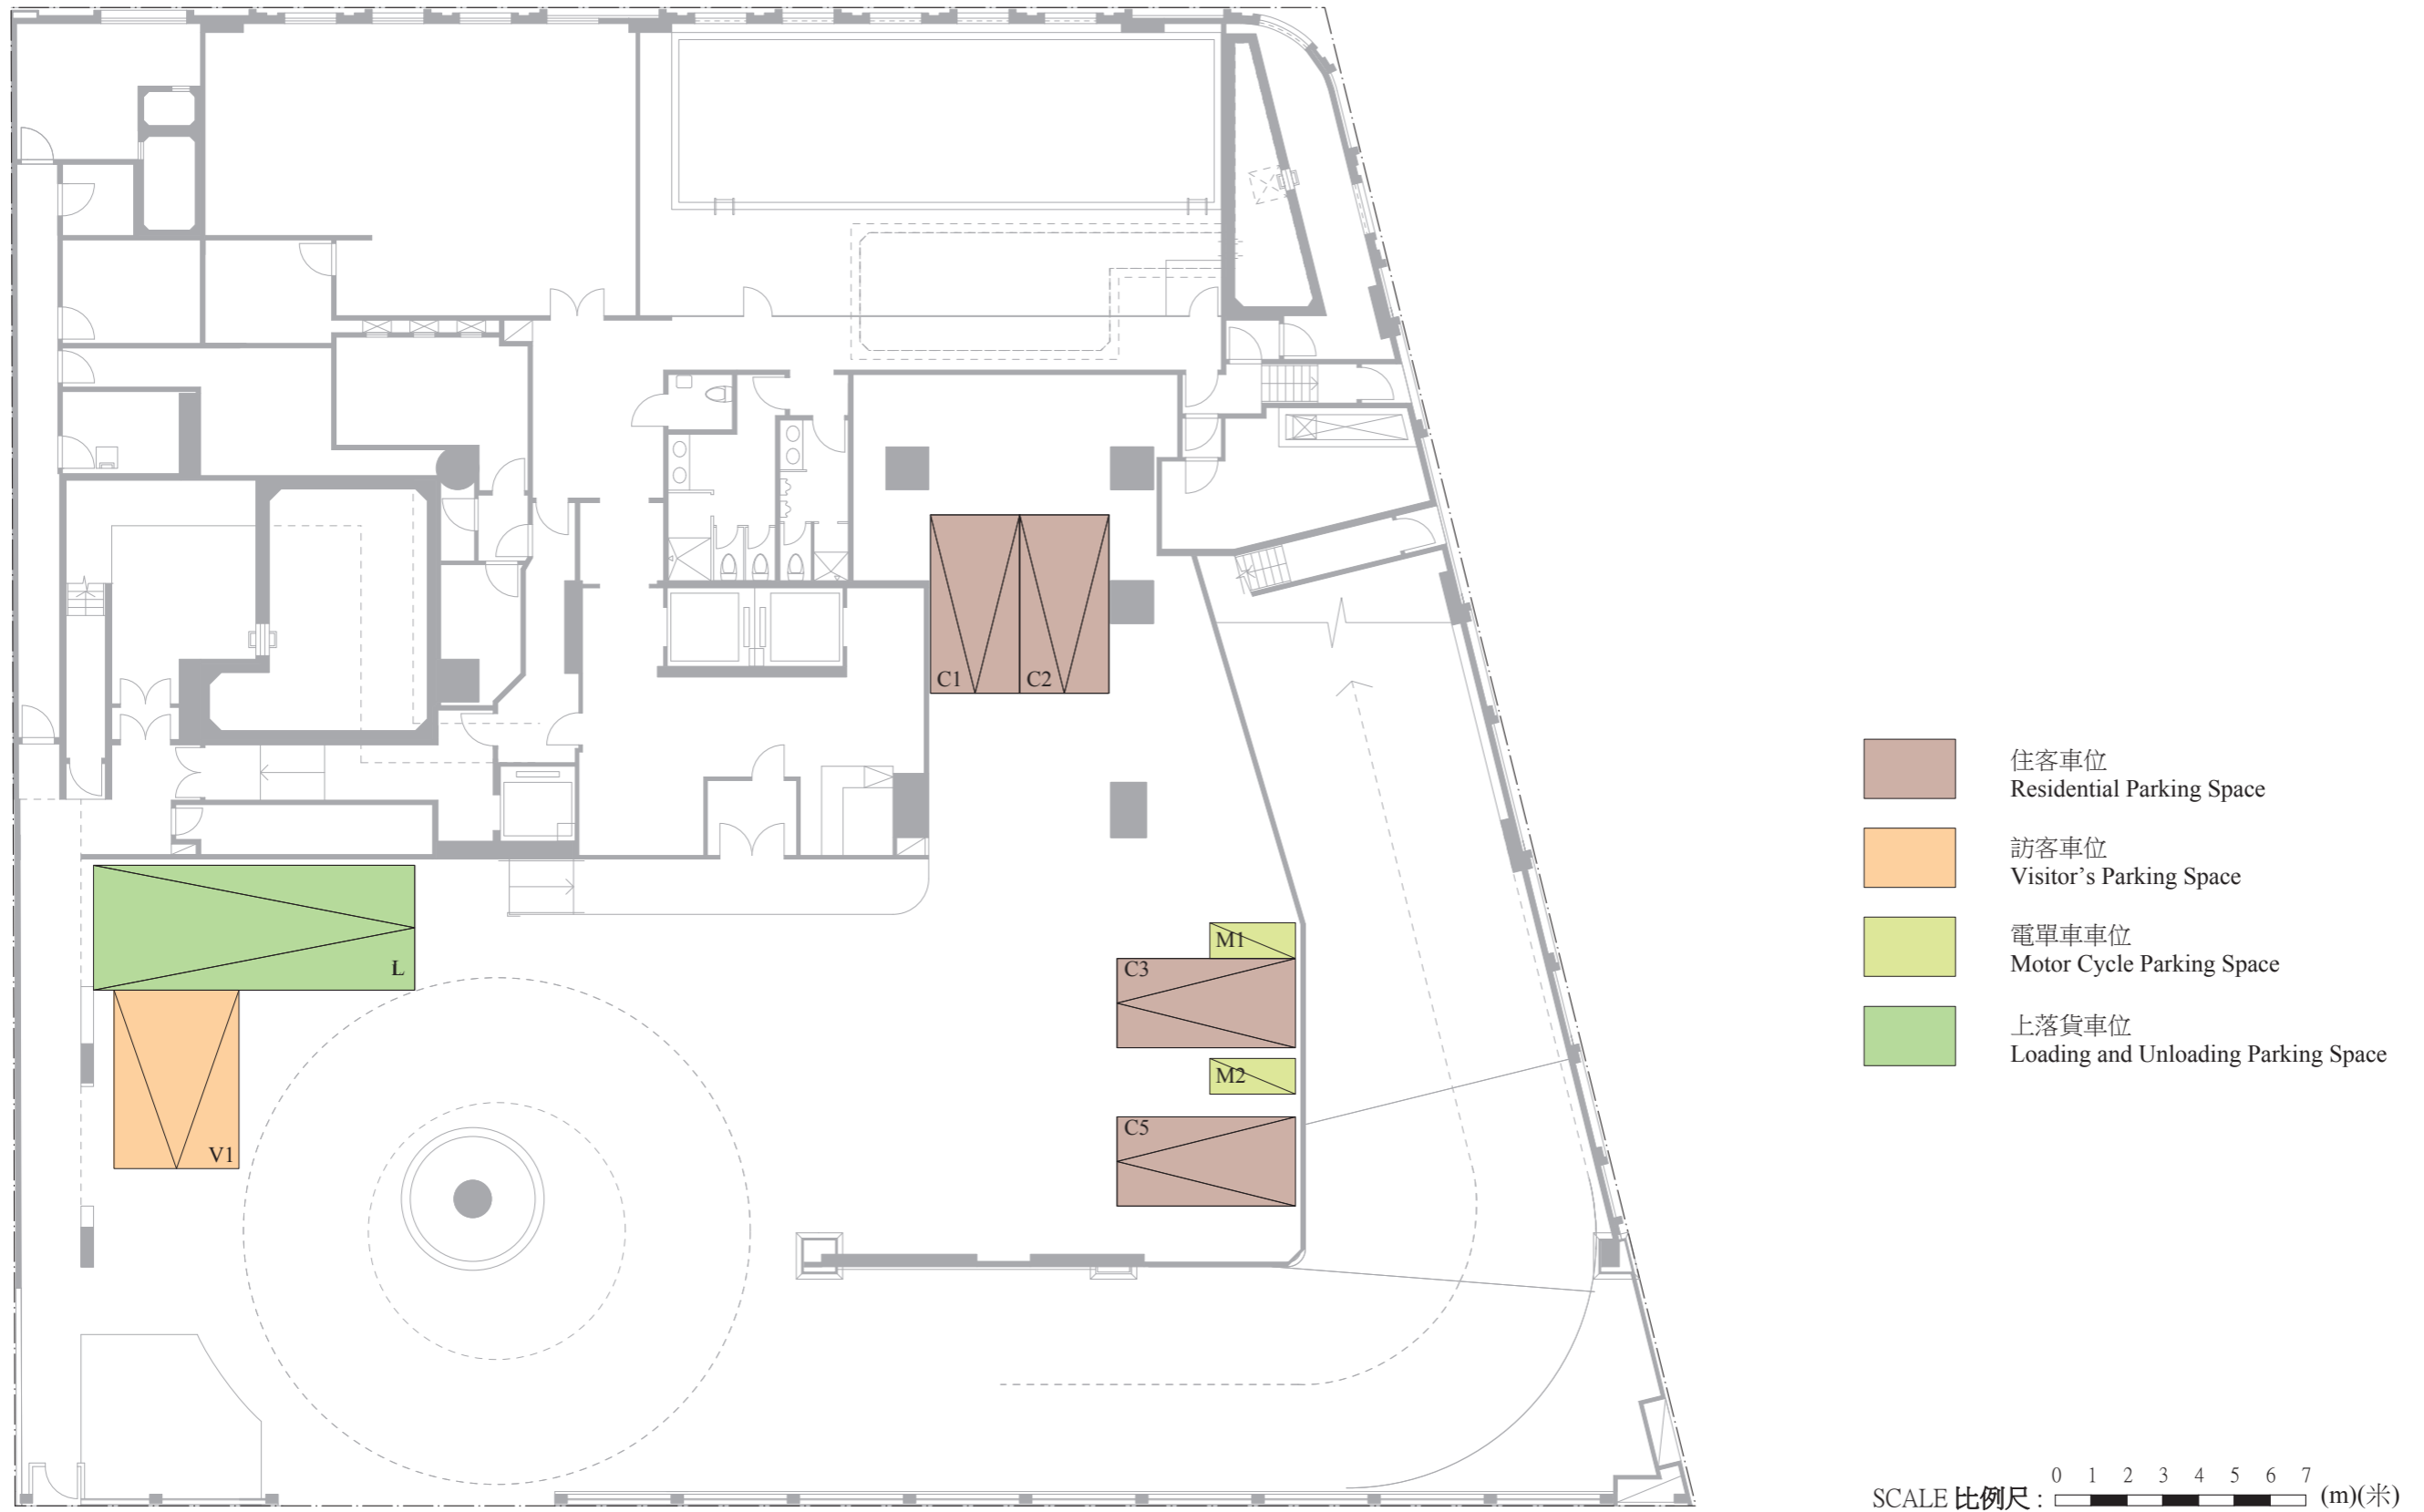 C1
C2
L
V1
M1
C3
M2
C5
住客車位
Residential Parking Space
訪客車位
Visitor’s Parking Space
電單車車位
Motor Cycle Parking Space
上落貨車位
Loading and Unloading Parking Space
0 1 2 3 4 5 6 7
SCALE 比例尺 : (m)(米)